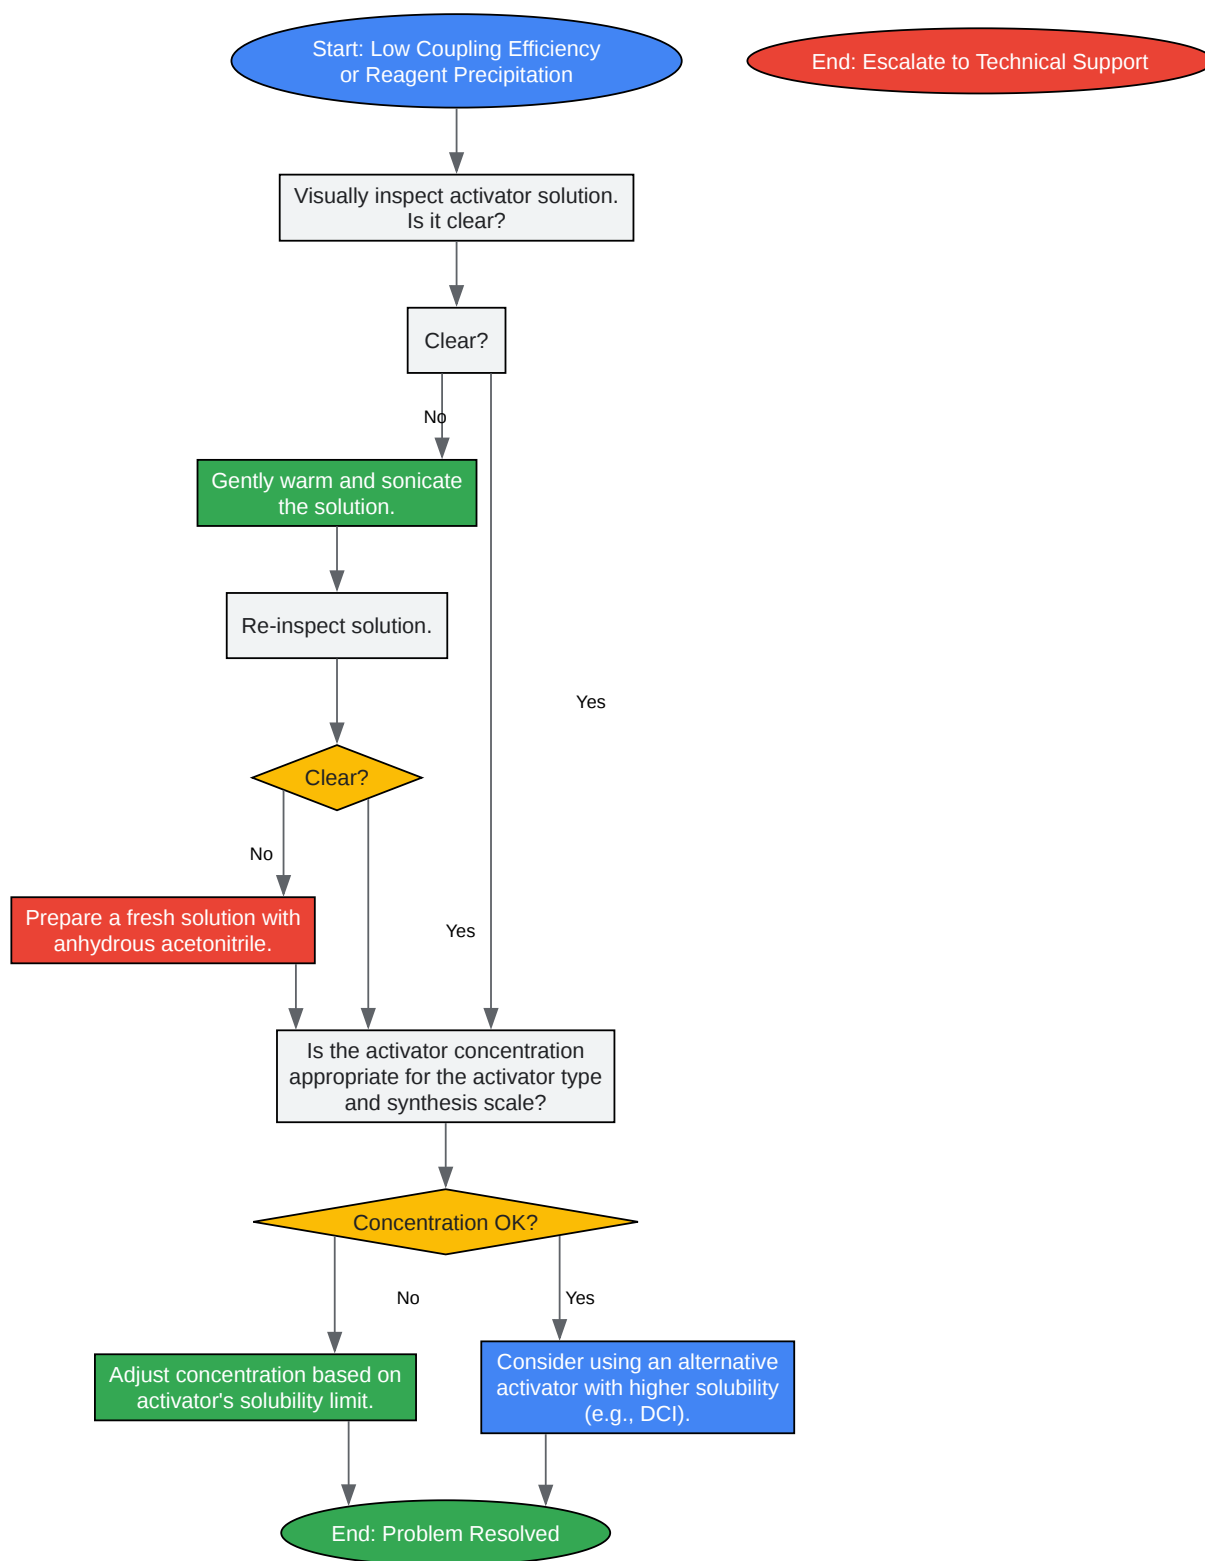 Start: Low Coupling Efficiency
or Reagent Precipitation
End: Escalate to Technical Support
Visually inspect activator solution.
Is it clear?
Clear?
No
Gently warm and sonicate
the solution.
Re-inspect solution.
Yes
Clear?
No
Yes
Prepare a fresh solution with
anhydrous acetonitrile.
Is the activator concentration
appropriate for the activator type
and synthesis scale?
Concentration OK?
No
Yes
Adjust concentration based on
activator's solubility limit.
Consider using an alternative
activator with higher solubility
(e.g., DCI).
End: Problem Resolved